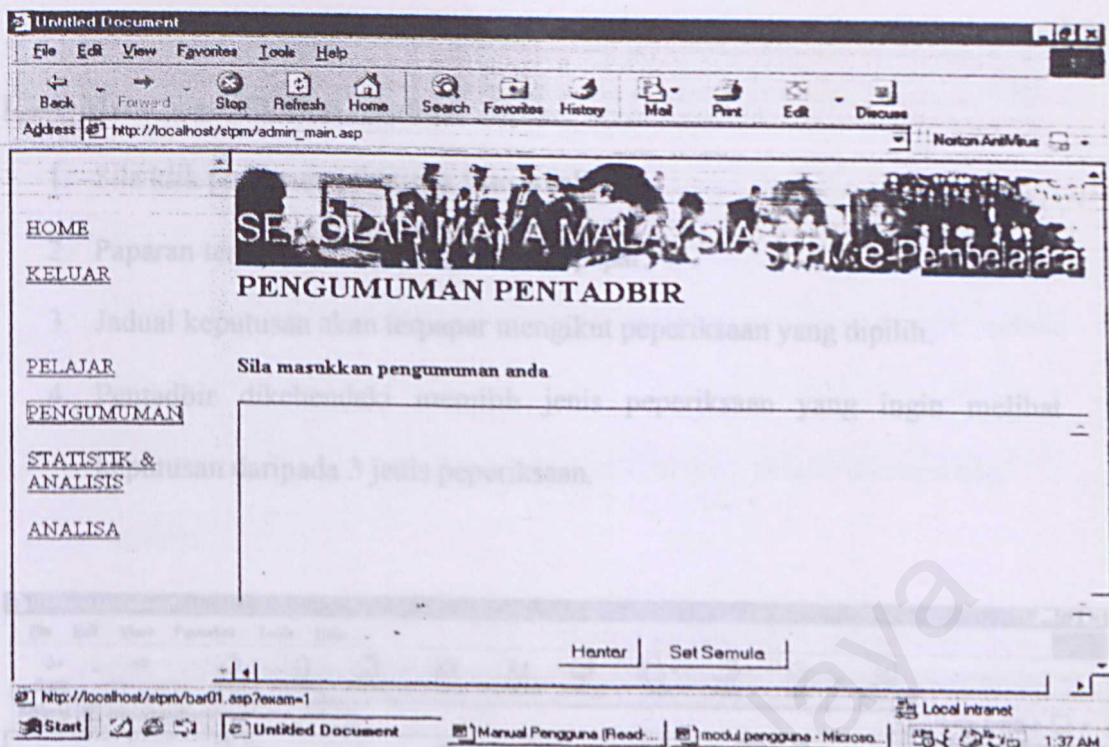 Untitled Document
File Edit View Favorites Tools Help
Back Forward Stop Refresh Home Search Favorites History Mail Print Edit Discuss
Address http://localhost/stpm/admin_main.asp Norton AntiVirus
SEKOLAH MAYA MALAYSIA STPM e-Pembelajara
HOME
KELUAR
PELAJAR
PENGUMUMAN
STATISTIK &
ANALISIS
ANALISA
PENGUMUMAN PENTADBIR
Sila masukkan pengumuman anda
2. Paparan
3. Jadual keputusan akan terpapar mengikut peperiksaan yang dipilih.
4. Pentadbir dikehendaki memilih jenis peperiksaan yang ingin melihat
keputusan daripada 3 jenis peperiksaan.
Hantar Set Semula
http://localhost/stpm/bar01.asp?exam=1 Local intranet
Start Untitled Document Manual Pengguna (Read-... modul pengguna - Microso... 1:37 AM
laya